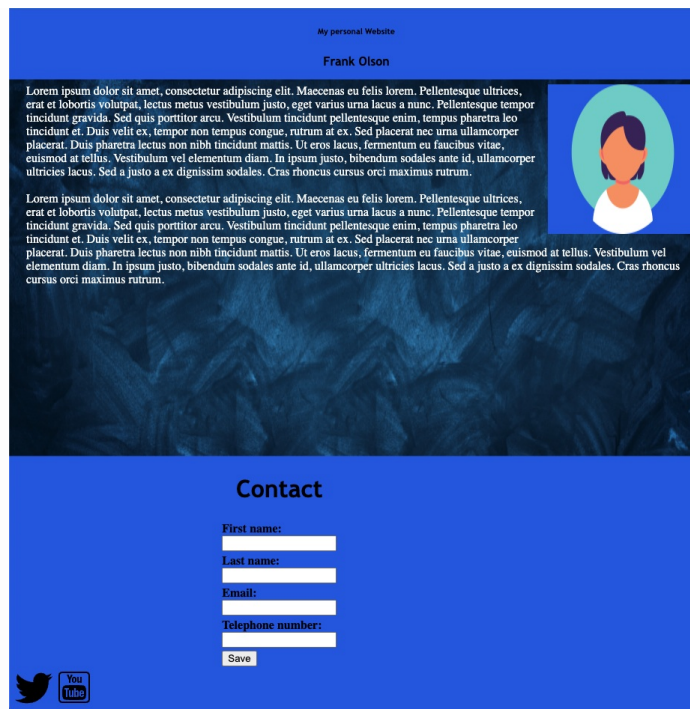 My personal Website
Frank Olson
Lorem ipsum dolor sit amet, consectetur adipiscing elit. Maecenas eu felis lorem. Pellentesque ultrices,
erat et lobortis volutpat, lectus metus vestibulum justo, eget varius urna lacus a nunc. Pellentesque tempor
tincidunt gravida. Sed quis porttitor arcu. Vestibulum tincidunt pellentesque enim, tempus pharetra leo
tincidunt et. Duis velit ex, tempor non tempus congue, rutrum at ex. Sed placerat nec urna ullamcorper
placerat. Duis pharetra lectus non nibh tincidunt mattis. Ut eros lacus, fermentum eu faucibus vitae,
euismod at tellus. Vestibulum vel elementum diam. In ipsum justo, bibendum sodales ante id, ullamcorper
ultricies lacus. Sed a justo a ex dignissim sodales. Cras rhoncus cursus orci maximus rutrum.
Lorem ipsum dolor sit amet, consectetur adipiscing elit. Maecenas eu felis lorem. Pellentesque ultrices,
erat et lobortis volutpat, lectus metus vestibulum justo, eget varius urna lacus a nunc. Pellentesque tempor
tincidunt gravida. Sed quis porttitor arcu. Vestibulum tincidunt pellentesque enim, tempus pharetra leo
tincidunt et. Duis velit ex, tempor non tempus congue, rutrum at ex. Sed placerat nec urna ullamcorper
placerat. Duis pharetra lectus non nibh tincidunt mattis. Ut eros lacus, fermentum eu faucibus vitae, euismod at tellus. Vestibulum vel
elementum diam. In ipsum justo, bibendum sodales ante id, ullamcorper ultricies lacus. Sed a justo a ex dignissim sodales. Cras rhoncus
cursus orci maximus rutrum.
Contact
First name:
Last name:
Email:
Telephone number:
Save
You
Tube